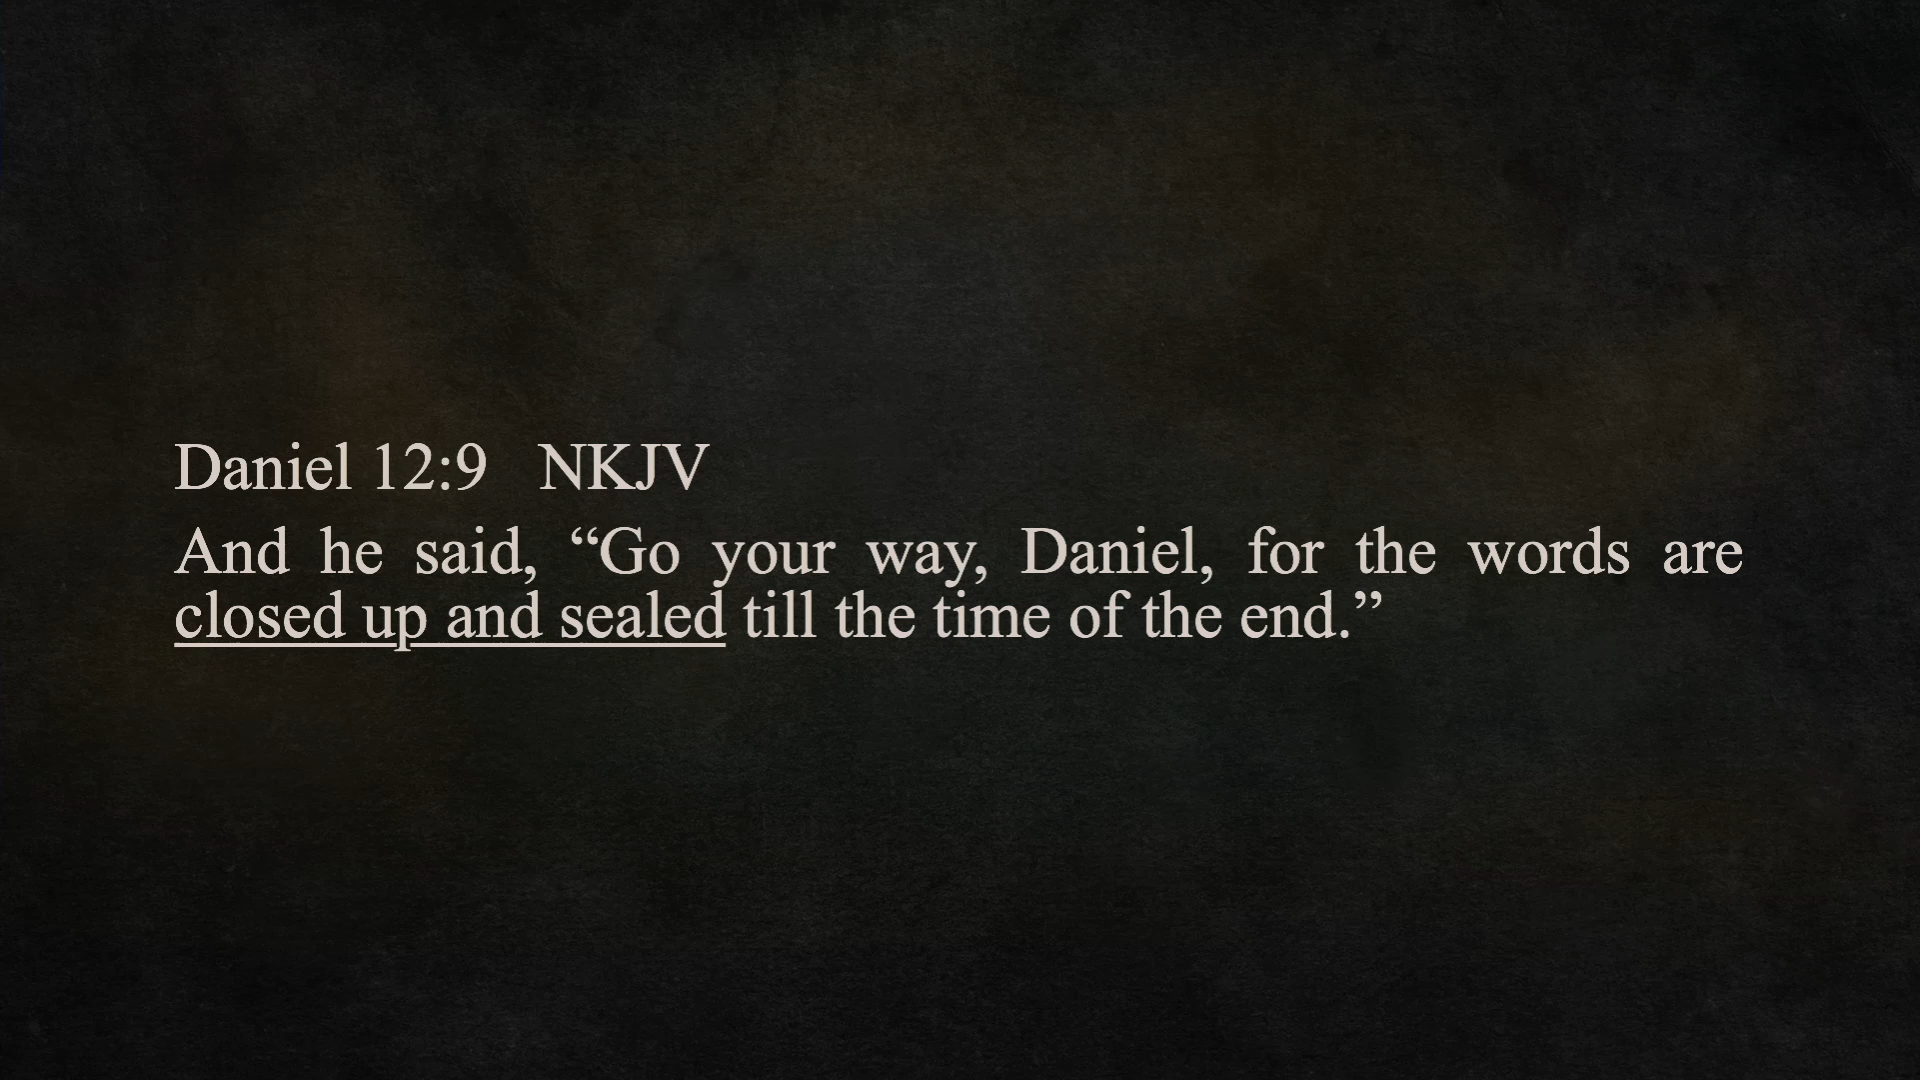 Daniel 12:9   NKJV
And he said, “Go your way, Daniel, for the words are
closed up and sealed till the time of the end.”